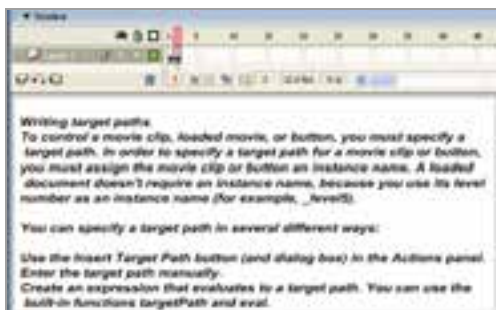 Writing target paths
To control a movie clip, loaded movie, or button, you must specify a
target path. In order to specify a target path for a movie clip or button,
you must assign the movie clip or button an instance name. A loaded
document doesn't require an instance name, because you use its level
number as an instance name (for example, _level5).
You can specify a target path in several different ways:
Use the Insert Target Path button (and dialog box) in the Actions panel.
Enter the target path manually.
Create an expression that evaluates to a target path. You can use the
built-in functions targetPath and eval.